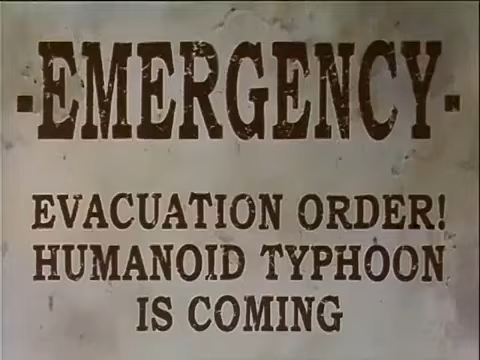 -EMERGENCY-
EVACUATION ORDER!
HUMANOID TYPHOON
IS COMING